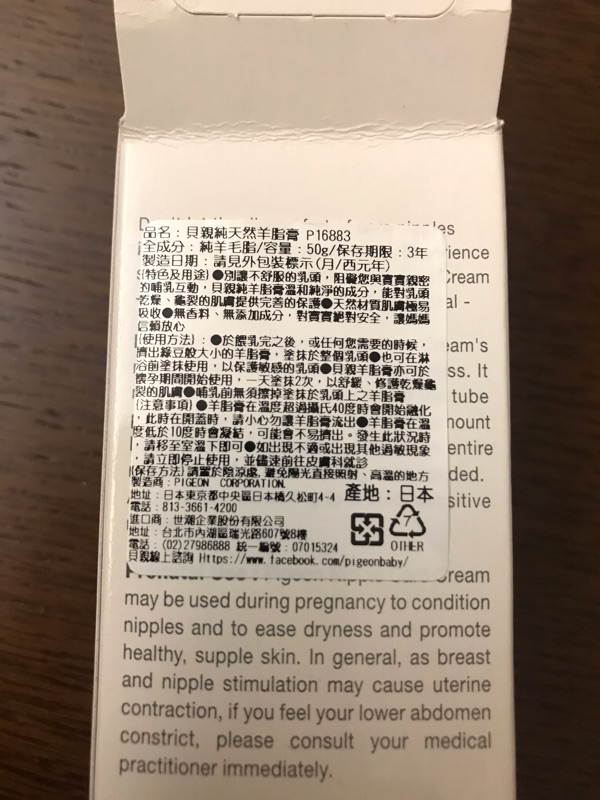 品名：貝親純天然羊脂膏 P16883
全成分：純羊毛脂/容量：50g/保存期限：3年
製造日期：請見外包裝標示(月/西元年)
(特色及用途)●別讓不舒服的乳頭，阻礙您與寶寶親密
的哺乳互動，貝親純羊脂膏溫和純淨的成分，能對乳頭
乾燥、龜裂的肌膚提供完善的保護●天然材質肌膚極易
吸收●無香料、無添加成分，對寶寶絕對安全，讓媽媽
信賴放心
(使用方法)：●於餵乳完之後，或任何您需要的時候，
擠出綠豆般大小的羊脂膏，塗抹於整個乳頭●也可在淋
浴前塗抹使用，以保護敏感的乳頭●貝親羊脂膏亦可於
懷孕期間開始使用，一天塗抹2次，以舒緩、修護乾燥龜
裂的肌膚●哺乳前無須擦掉塗抹於乳頭上之羊脂膏
(注意事項)●羊脂膏在溫度超過攝氏40度時會開始融化
，此時在開蓋時，請小心勿讓羊脂膏流出●羊脂膏在溫
度低於10度時會凝結，可能會不易擠出。發生此狀況時
，請移至室溫下即可●如出現不適或出現其他過敏現象
，請立即停止使用，並儘速前往皮膚科就診
(保存方法)請置於陰涼處,避免陽光直接照射、高溫的地方
製造商：PIGEON CORPORATION.
地址：日本東京都中央區日本橋久松町4-4 產地：日本
電話：813-3661-4200
進口商：世潮企業股份有限公司
地址：台北市內湖區瑞光路607號8樓
電話：(02)27986888 統一編號：07015324
貝親線上諮詢 Https://www.facebook.com/pigeonbaby/
7
OTHER
ples
ience
Cream
al -
eam's
ss. It
tube
mount
entire
ded.
sitive
Cream
may be used during pregnancy to condition
nipples and to ease dryness and promote
healthy, supple skin. In general, as breast
and nipple stimulation may cause uterine
contraction, if you feel your lower abdomen
constrict, please consult your medical
practitioner immediately.